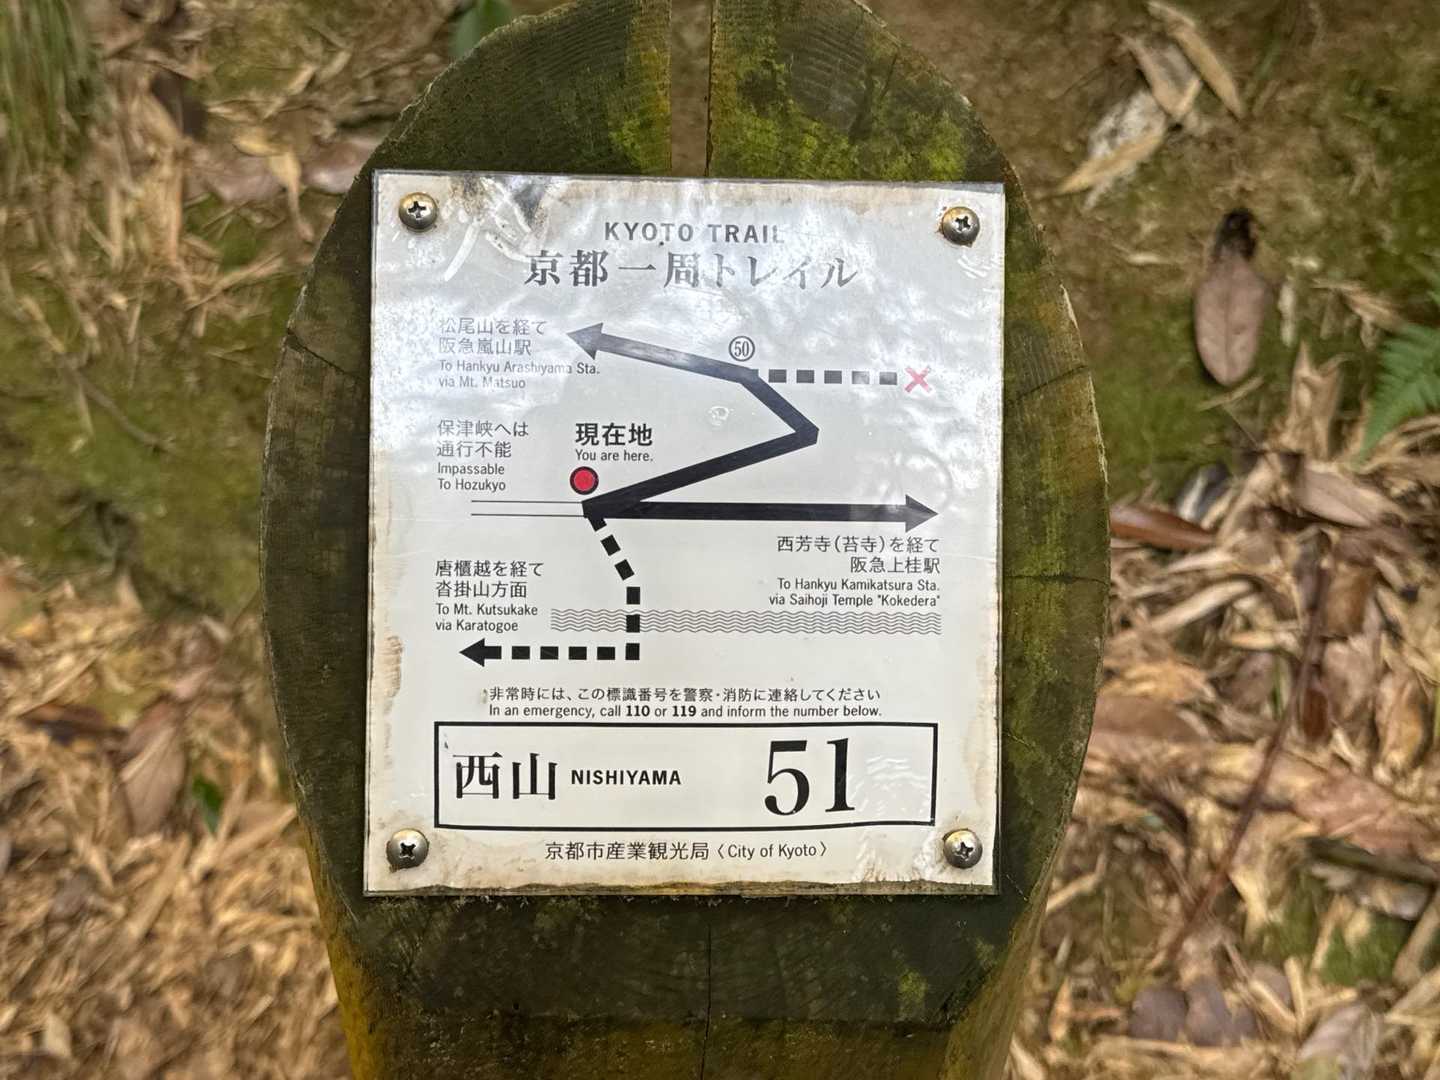 KYOTO TRAIL
京都一周トレイル
松尾山を経て
阪急嵐山駅
To Hankyu Arashiyama Sta.
via Mt. Matsuo
50
保津峡へは
通行不能
Impassable
To Hozukyo
現在地
You are here.
西芳寺(苔寺)を経て
阪急上桂駅
To Hankyu Kamikatsura Sta.
via Saihoji Temple "Kokedera"
唐櫃越を経て
沓掛山方面
To Mt. Kutsukake
via Karatogoe
非常時には、この標識番号を警察・消防に連絡してください
In an emergency, call 110 or 119 and inform the number below.
西山 NISHIYAMA 51
京都市産業観光局〈City of Kyoto〉